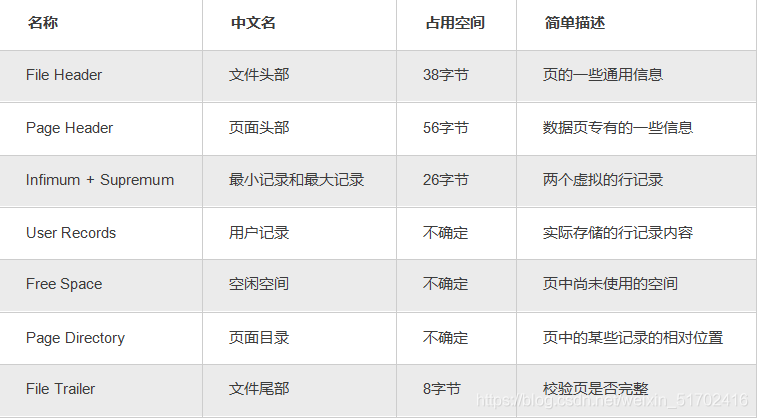 名称 中文名 占用空间 简单描述
File Header 文件头部 38字节 页的一些通用信息
Page Header 页面头部 56字节 数据页专有的一些信息
Infimum + Supremum 最小记录和最大记录 26字节 两个虚拟的行记录
User Records 用户记录 不确定 实际存储的行记录内容
Free Space 空闲空间 不确定 页中尚未使用的空间
Page Directory 页面目录 不确定 页中的某些记录的相对位置
File Trailer 文件尾部 8字节 校验页是否完整
https://blog.csdn.net/weixin_51702416